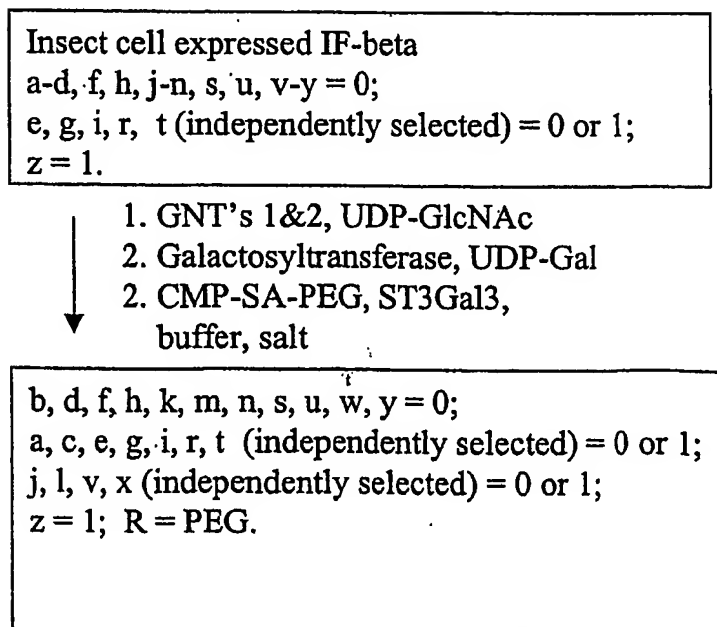 Insect cell expressed IF-beta
a-d, f, h, j-n, s, u, v-y = 0;
e, g, i, r, t (independently selected) = 0 or 1;
z = 1.
1. GNT's 1&2, UDP-GlcNAc
2. Galactosyltransferase, UDP-Gal
2. CMP-SA-PEG, ST3Gal3,
buffer, salt
b, d, f, h, k, m, n, s, u, w, y = 0;
a, c, e, g, i, r, t (independently selected) = 0 or 1;
j, l, v, x (independently selected) = 0 or 1;
z = 1; R = PEG.